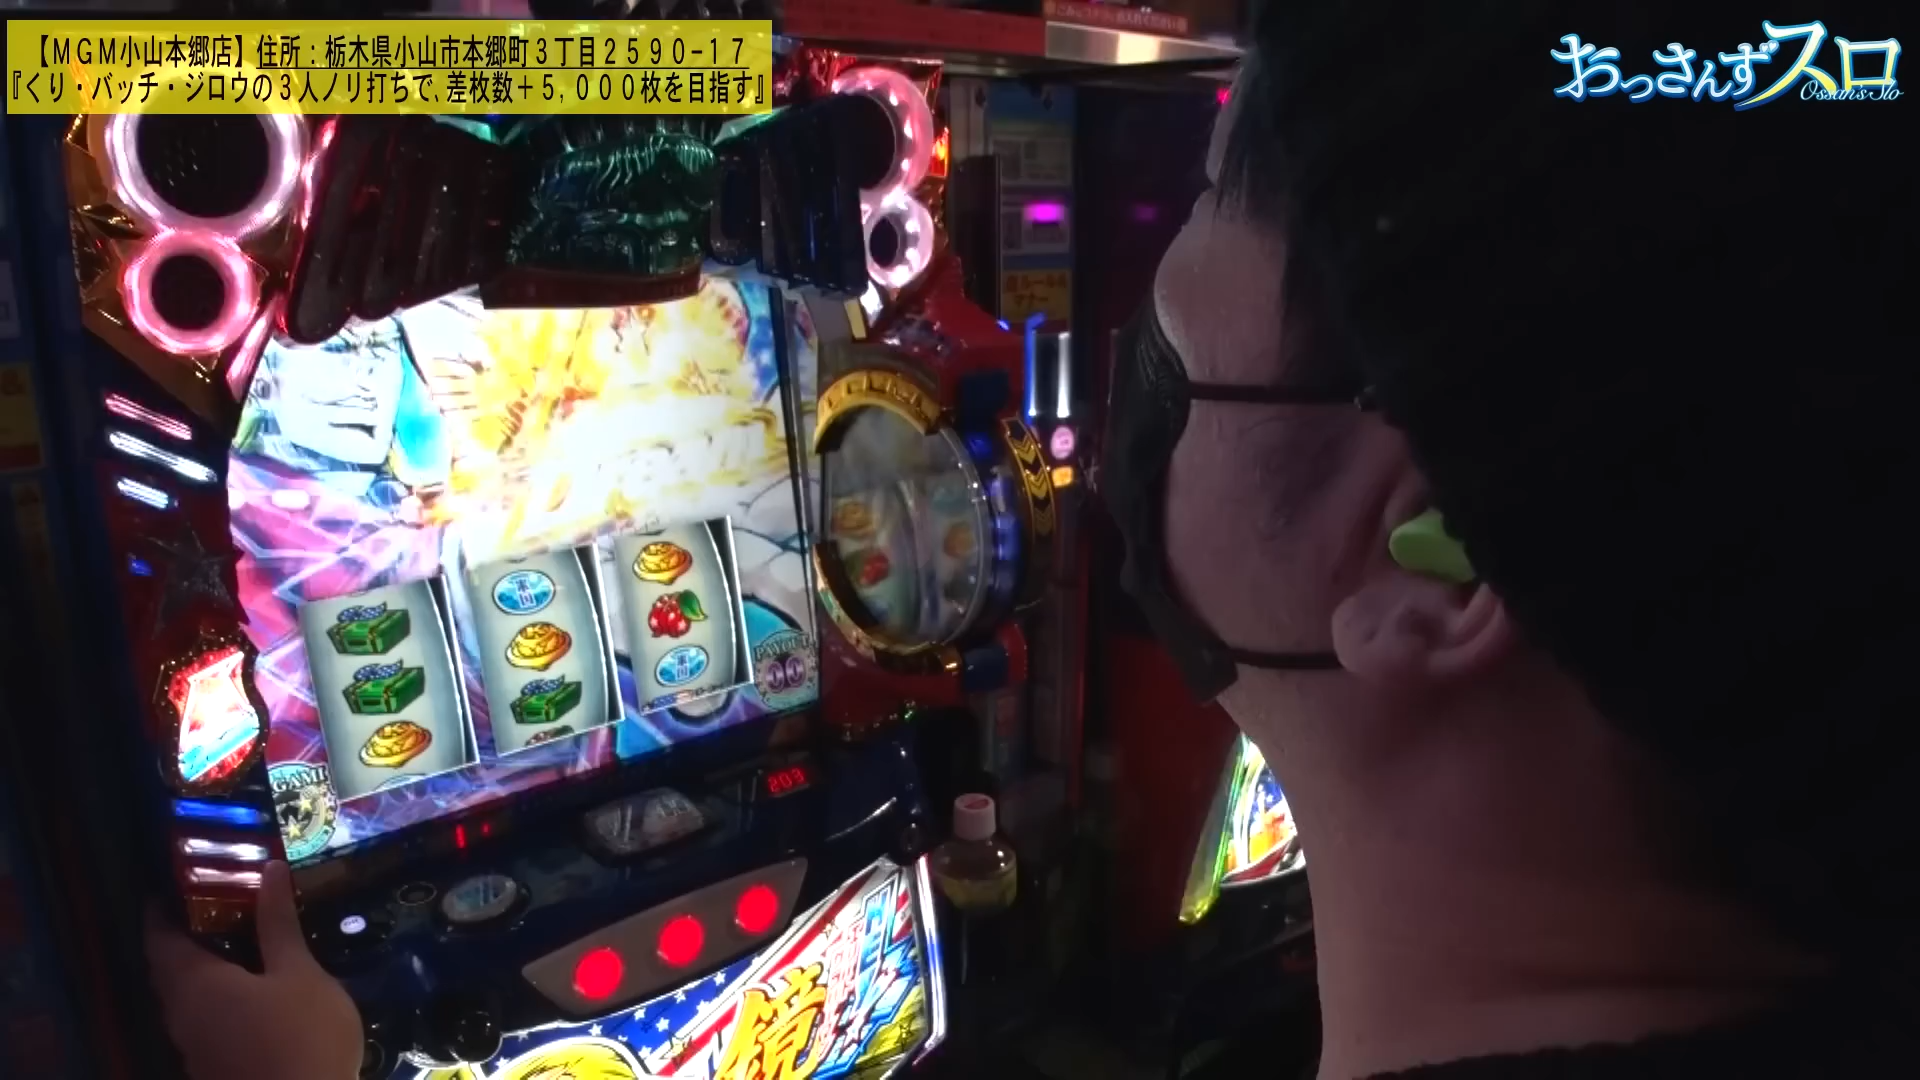 【MGM小山本郷店】住所：栃木県小山市本郷町3丁目2590-17
『くり・バッチ・ジロウの3人ノリ打ちで、差枚数＋5,000枚を目指す』
おっさんずスロ
Ossan's Slo
PAYOUT
00
GAME
203
鏡